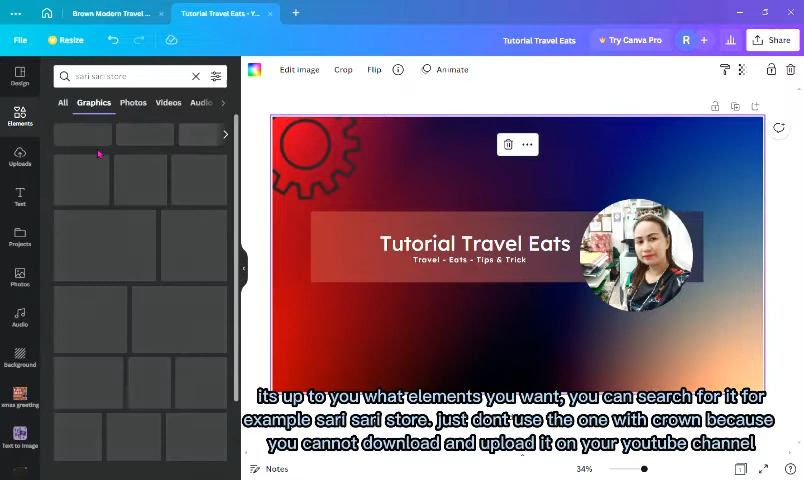 Brown Modern Travel ...
Tutorial Travel Eats - Y...
File
Resize
Tutorial Travel Eats
Try Canva Pro
R
Share
Design
Elements
Uploads
Text
Projects
Photos
Audio
Background
xmas greeting
Text to Image
sari sari store
All
Graphics
Photos
Videos
Audio
Edit image
Crop
Flip
Animate
Tutorial Travel Eats
Travel - Eats - Tips & Trick
its up to you what elements you want, you can search for it for
example sari sari store. just dont use the one with crown because
you cannot download and upload it on your youtube channel
Notes
34%
1